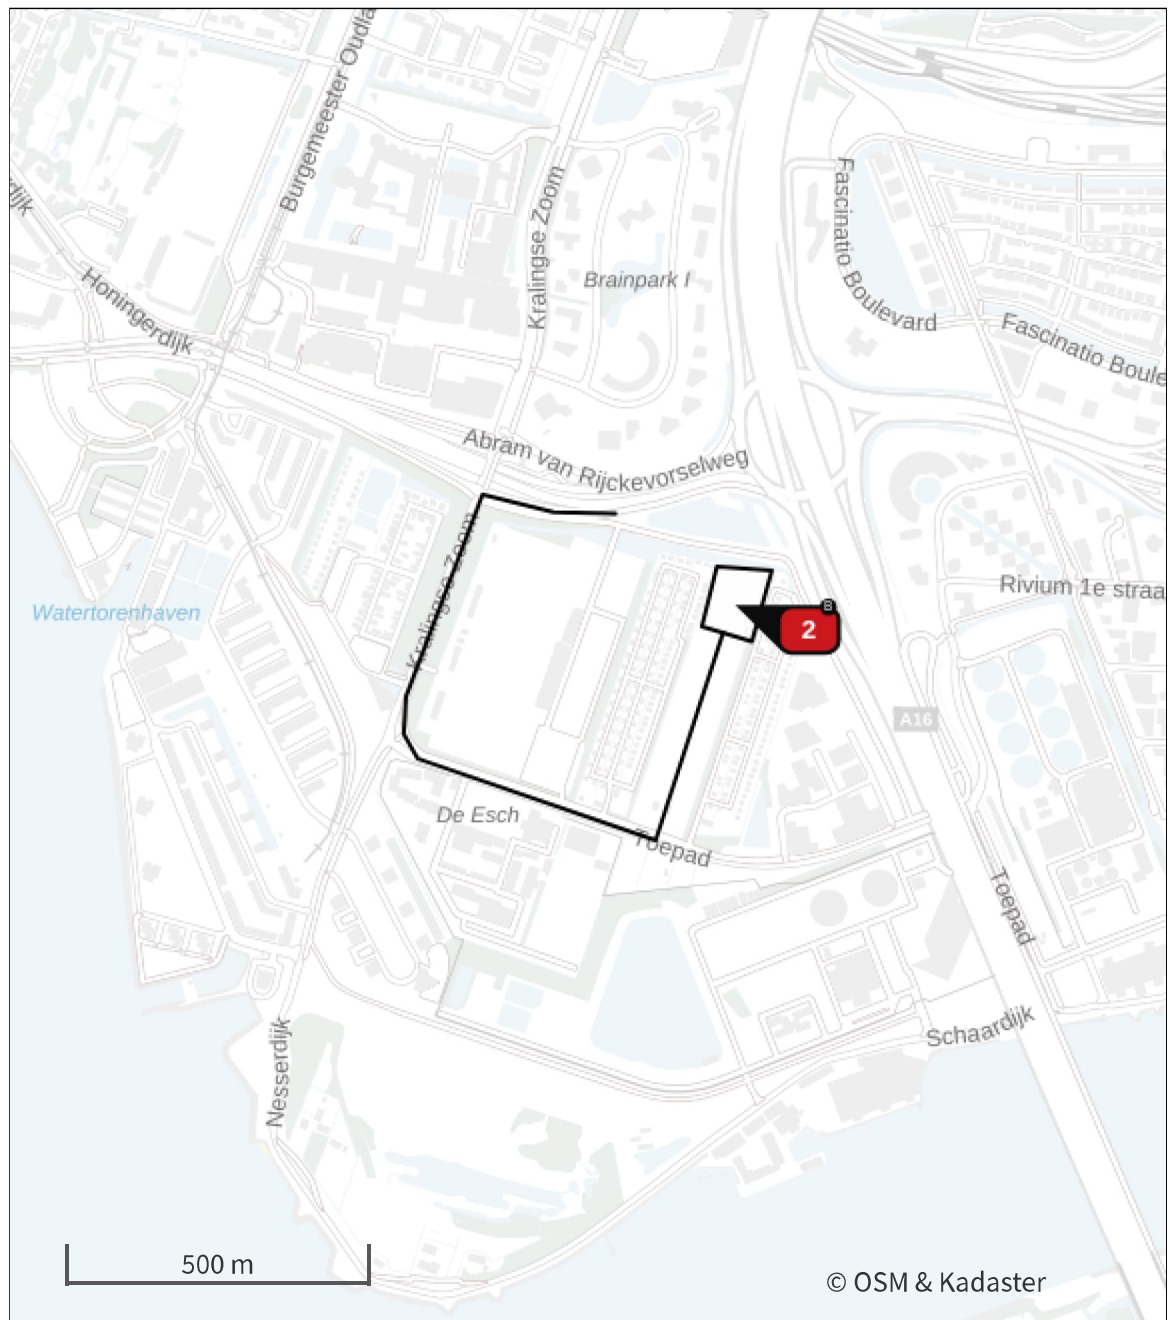 Burgemeester Oudla
Kralingse Zoom
Fascinatio Boulevard
rdijk
Honingerdijk
Brainpark I
Fascinatio Boule
Abram van Rijckevorselweg
Kralingse Zoom
Rivium 1e straa
Watertorenhaven
B
2
A16
De Esch
Toepad
Toepad
Schaardijk
Nesserdijk
500 m
© OSM & Kadaster